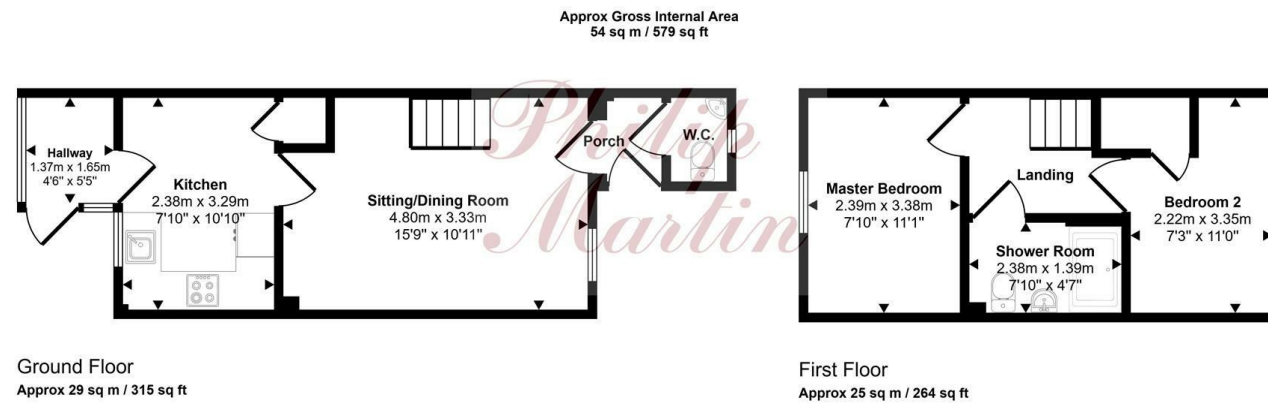 Approx Gross Internal Area
54 sq m / 579 sq ft
Philip
Martin
Hallway
1.37m x 1.65m
4'6" x 5'5"
Kitchen
2.38m x 3.29m
7'10" x 10'10"
Sitting/Dining Room
4.80m x 3.33m
15'9" x 10'11"
Porch
W.C.
Master Bedroom
2.39m x 3.38m
7'10" x 11'1"
Landing
Bedroom 2
2.22m x 3.35m
7'3" x 11'0"
Shower Room
2.38m x 1.39m
7'10" x 4'7"
Ground Floor
Approx 29 sq m / 315 sq ft
First Floor
Approx 25 sq m / 264 sq ft